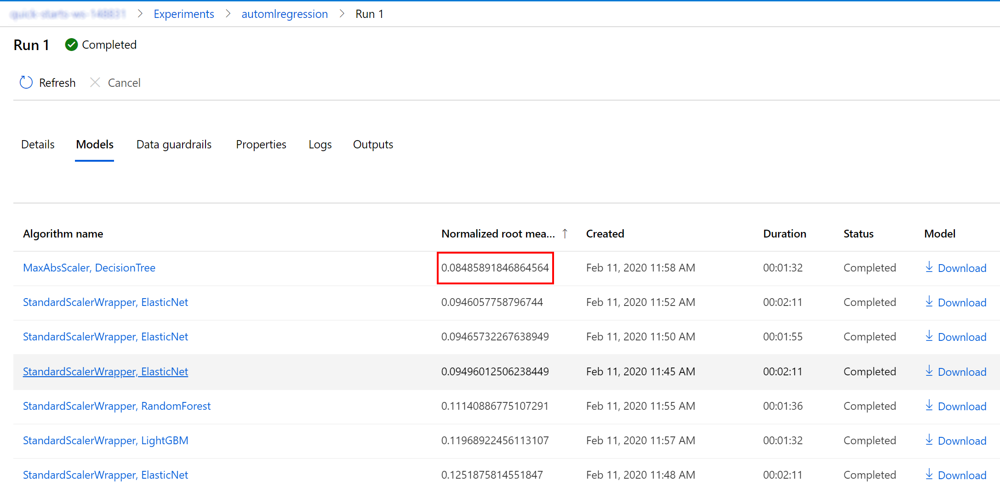 Experiments > automlregression > Run 1
Run 1 Completed
Refresh Cancel
Details Models Data guardrails Properties Logs Outputs
Algorithm name Normalized root mea... ↑ Created Duration Status Model
MaxAbsScaler, DecisionTree 0.08485891846864564 Feb 11, 2020 11:58 AM 00:01:32 Completed Download
StandardScalerWrapper, ElasticNet 0.0946057758796744 Feb 11, 2020 11:52 AM 00:02:11 Completed Download
StandardScalerWrapper, ElasticNet 0.09465732267638949 Feb 11, 2020 11:50 AM 00:01:55 Completed Download
StandardScalerWrapper, ElasticNet 0.09496012506238449 Feb 11, 2020 11:45 AM 00:02:11 Completed Download
StandardScalerWrapper, RandomForest 0.11140886775107291 Feb 11, 2020 11:55 AM 00:01:36 Completed Download
StandardScalerWrapper, LightGBM 0.11968922456113107 Feb 11, 2020 11:57 AM 00:01:32 Completed Download
StandardScalerWrapper, ElasticNet 0.1251875814551847 Feb 11, 2020 11:48 AM 00:02:11 Completed Download